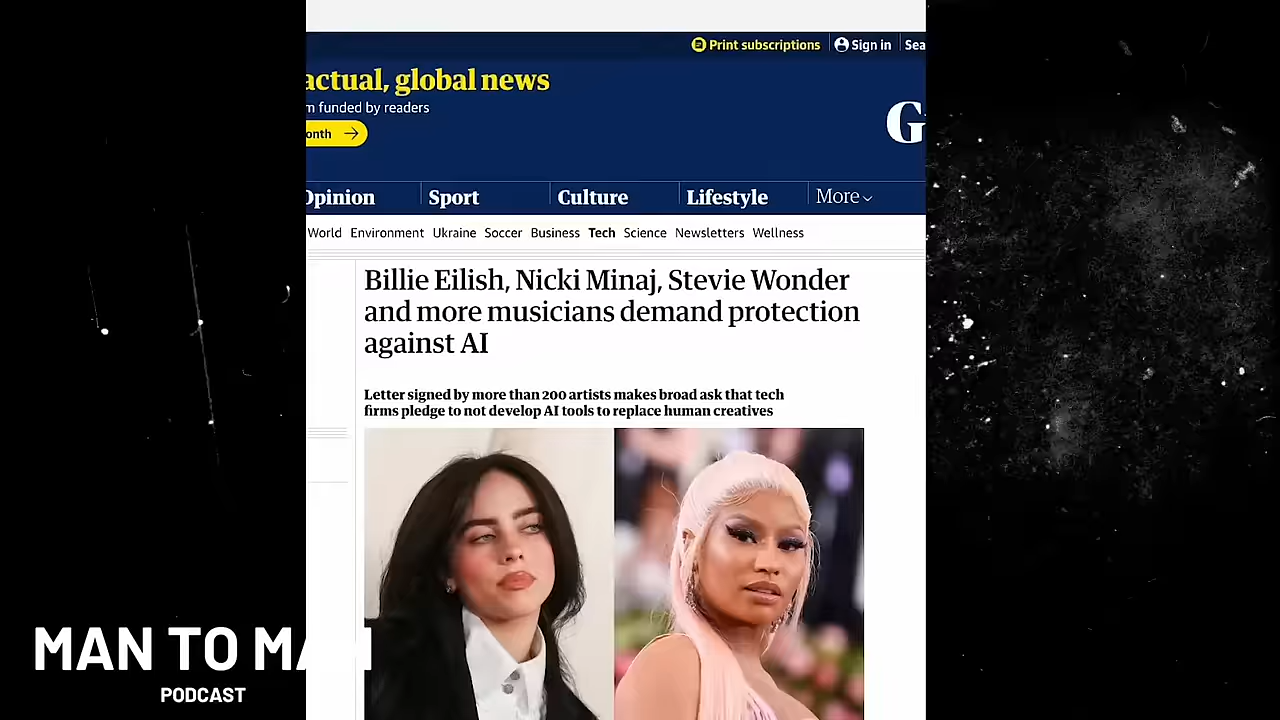 Print subscriptions
Sign in
Sea
actual, global news
m funded by readers
onth
G
Opinion
Sport
Culture
Lifestyle
More
World Environment Ukraine Soccer Business Tech Science Newsletters Wellness
Billie Eilish, Nicki Minaj, Stevie Wonder
and more musicians demand protection
against AI
Letter signed by more than 200 artists makes broad ask that tech
firms pledge to not develop AI tools to replace human creatives
MAN TO MAN
PODCAST